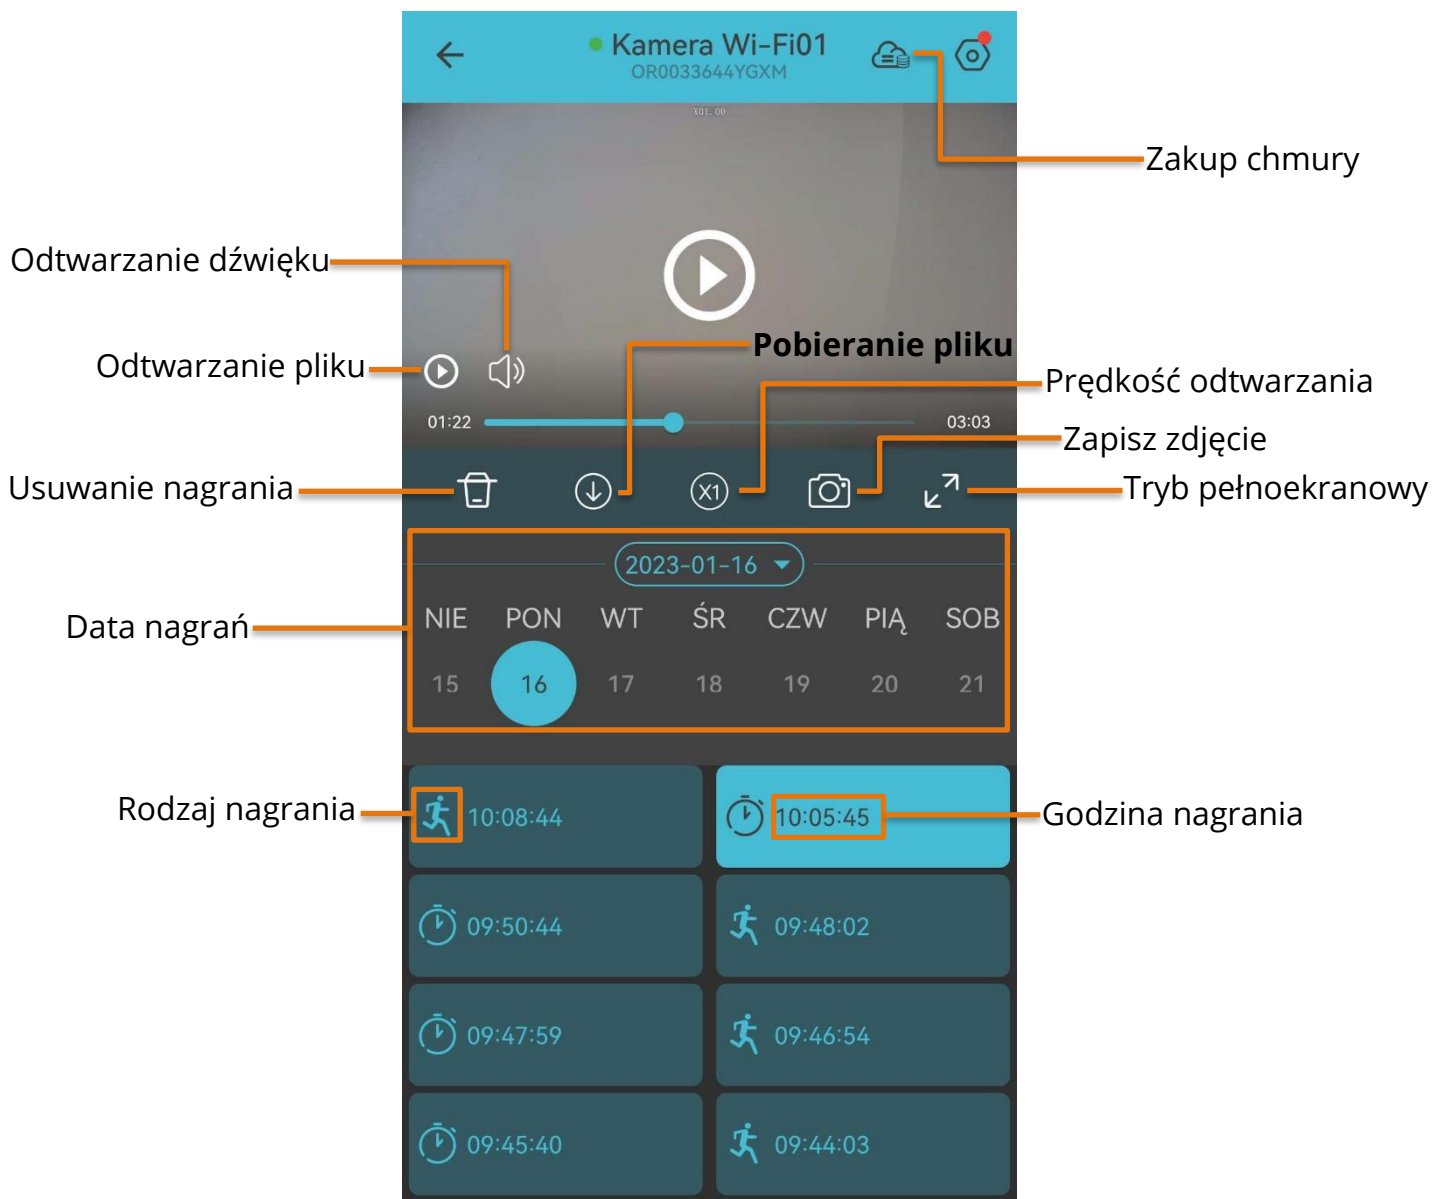 Kamera Wi-Fi01
OR0033644YGXM
X01.00
Zakup chmury
Odtwarzanie dźwięku
Pobieranie pliku
Odtwarzanie pliku
Prędkość odtwarzania
01:22
03:03
Zapisz zdjęcie
Usuwanie nagrania
X1
Tryb pełnoekranowy
2023-01-16
Data nagrań
NIE PON WT ŚR CZW PIĄ SOB
15 16 17 18 19 20 21
Rodzaj nagrania
10:08:44
10:05:45
Godzina nagrania
09:50:44
09:48:02
09:47:59
09:46:54
09:45:40
09:44:03